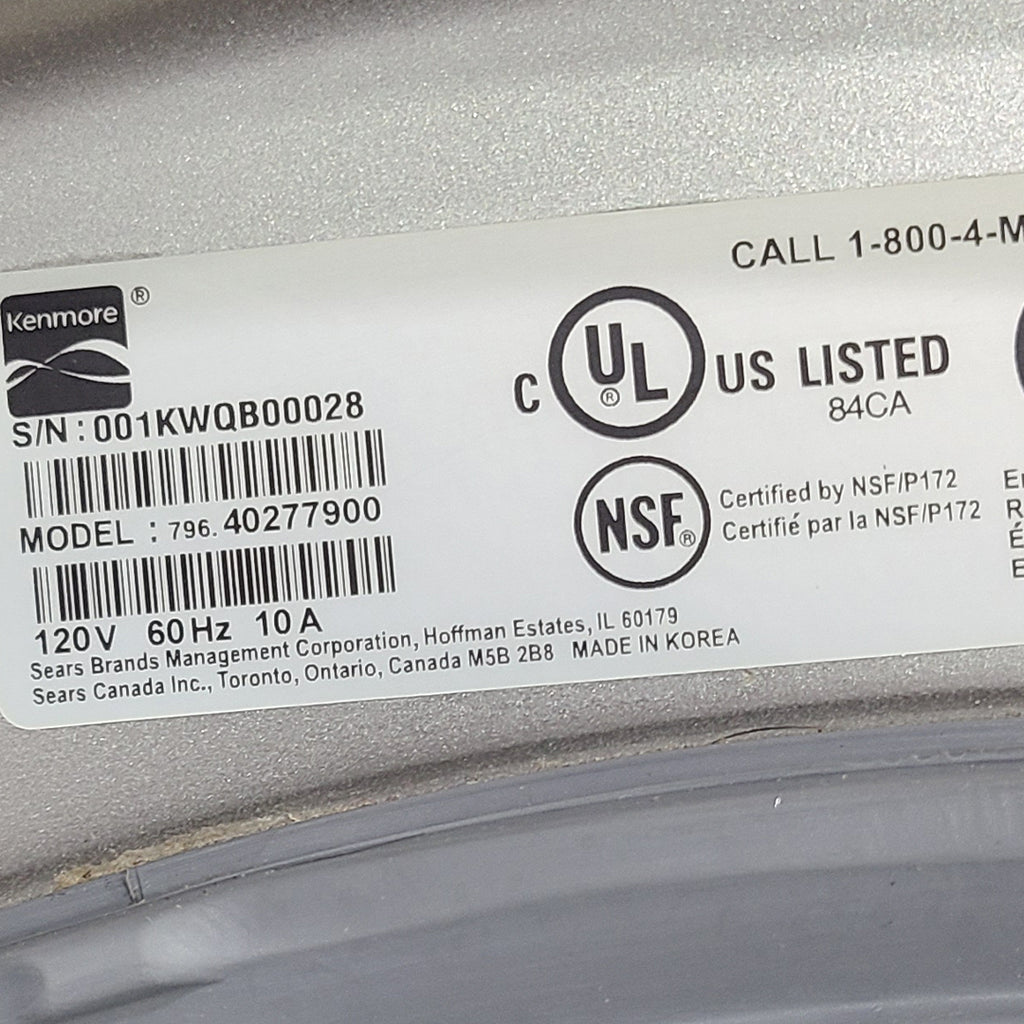 Kenmore ®
S/N : 001KWQB00028
MODEL : 796.40277900
120V 60Hz 10A
Sears Brands Management Corporation, Hoffman Estates, IL 60179
Sears Canada Inc., Toronto, Ontario, Canada M5B 2B8 MADE IN KOREA
CALL 1-800-4-M
C UL ® US LISTED
84CA
NSF ®
Certified by NSF/P172
Certifié par la NSF/P172